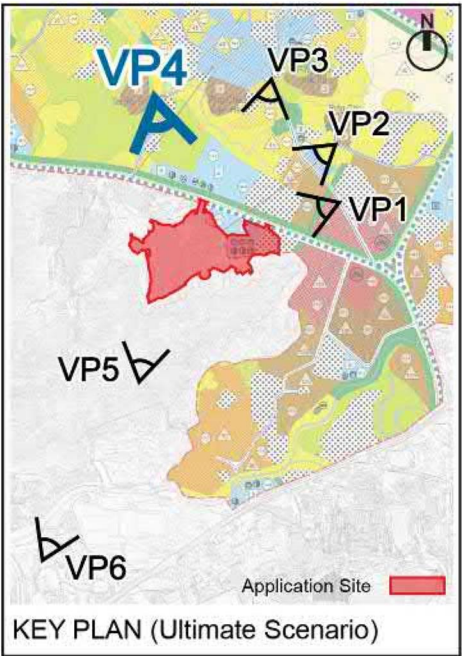 N
VP4
VP3
VP2
VP1
VP5
VP6
Application Site
KEY PLAN (Ultimate Scenario)